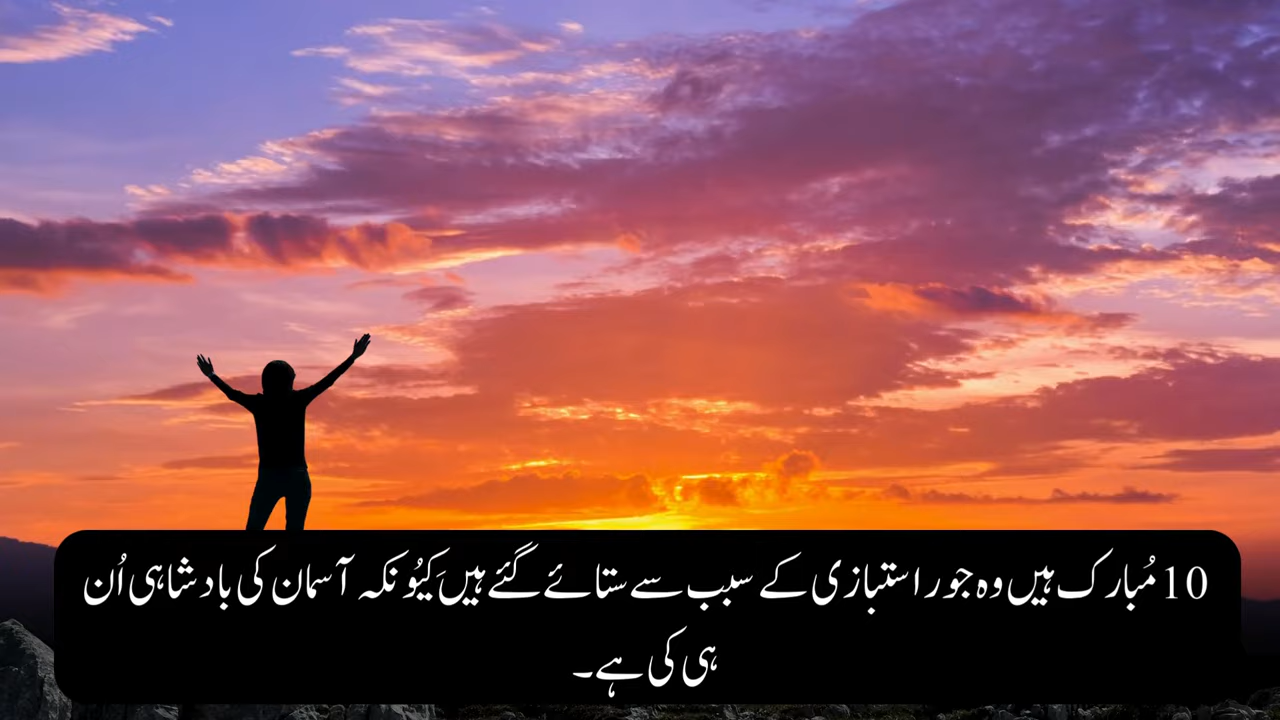 10 مُبارک ہیں وہ جو راستبازی کے سبب سے ستائے گئے ہیں کَیُونکہ آسمان کی بادشاہی اُن
ہی کی ہے۔